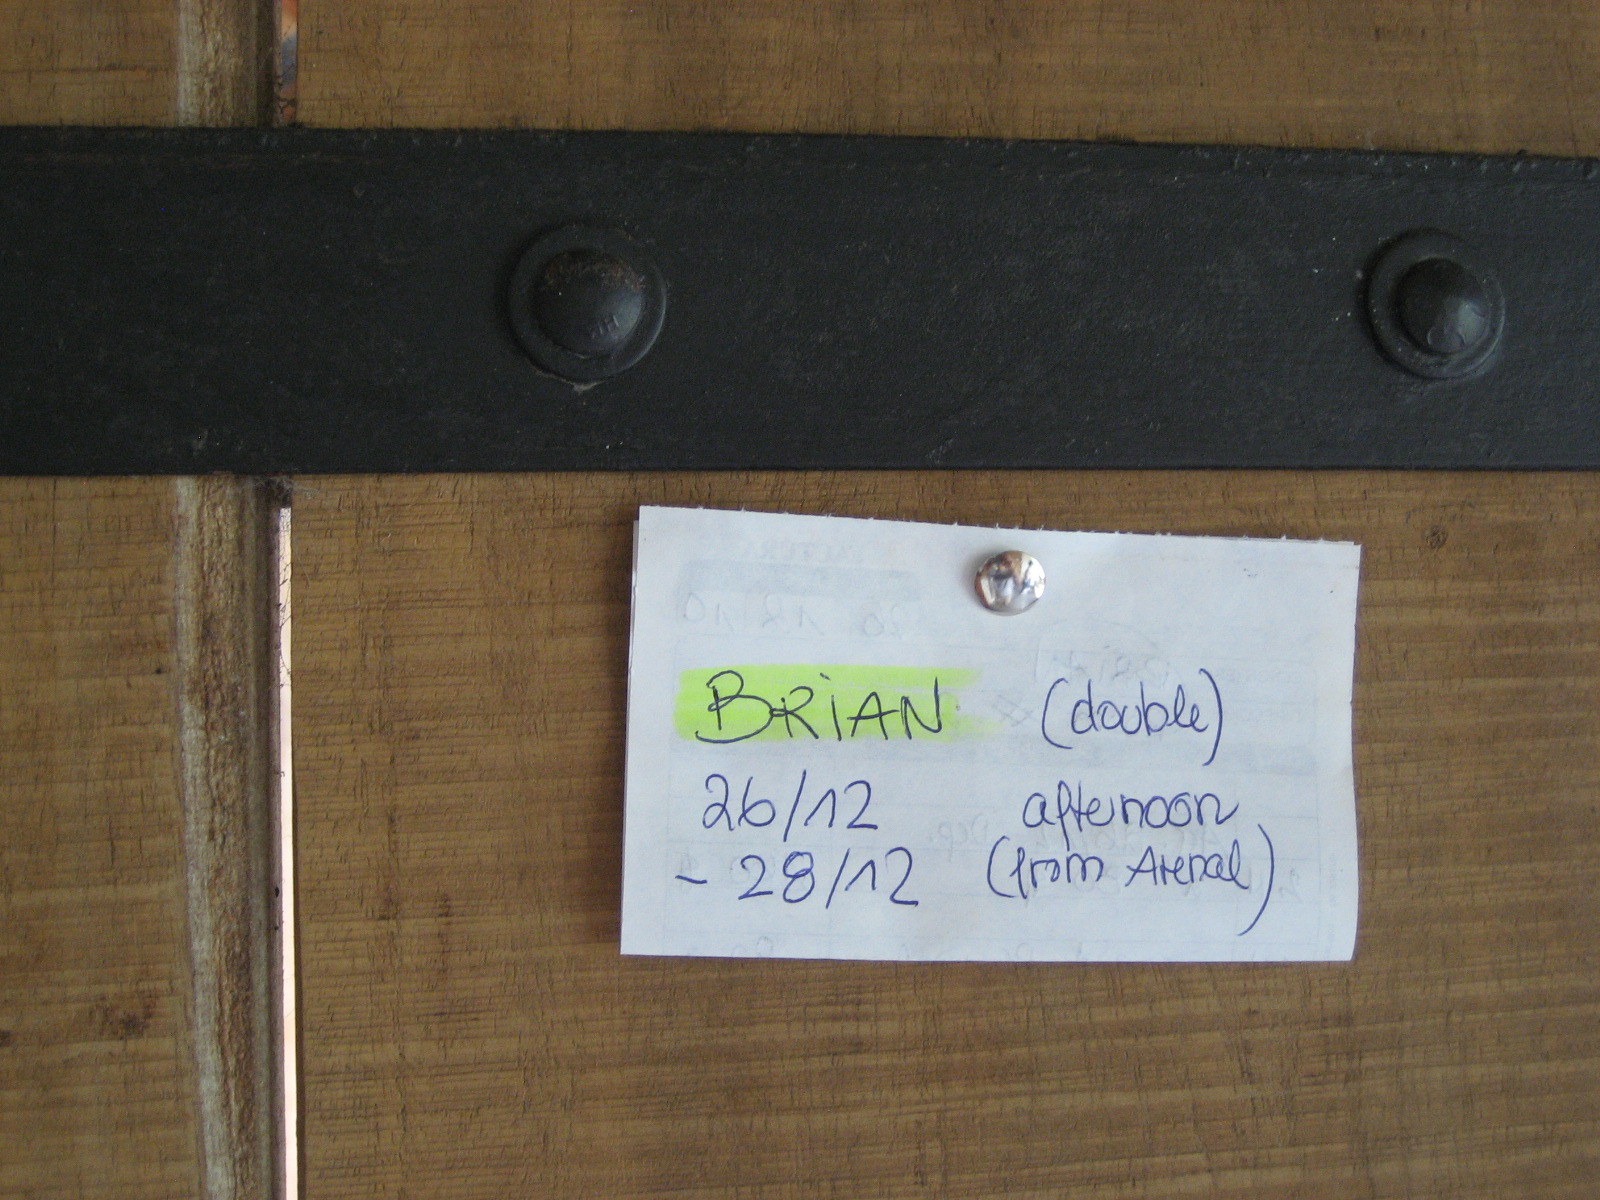 BRiAN (double)
26/12 afternoon
- 28/12 (from Arenal)